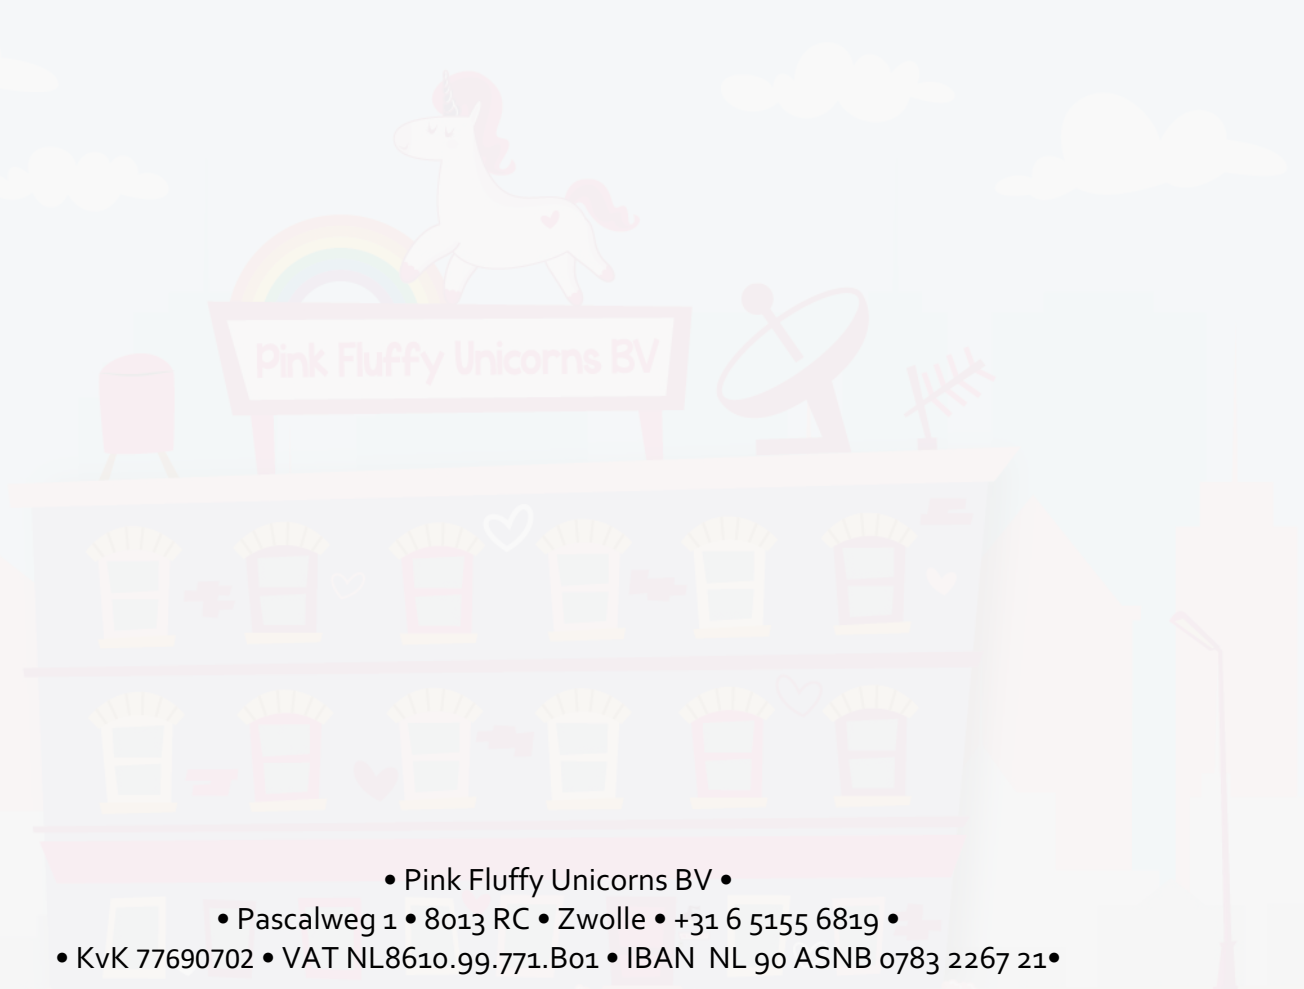 Pink Fluffy Unicorns BV
• Pink Fluffy Unicorns BV •
• Pascalweg 1 • 8013 RC • Zwolle • +31 6 5155 6819 •
• KvK 77690702 • VAT NL8610.99.771.B01 • IBAN  NL 90 ASNB 0783 2267 21•